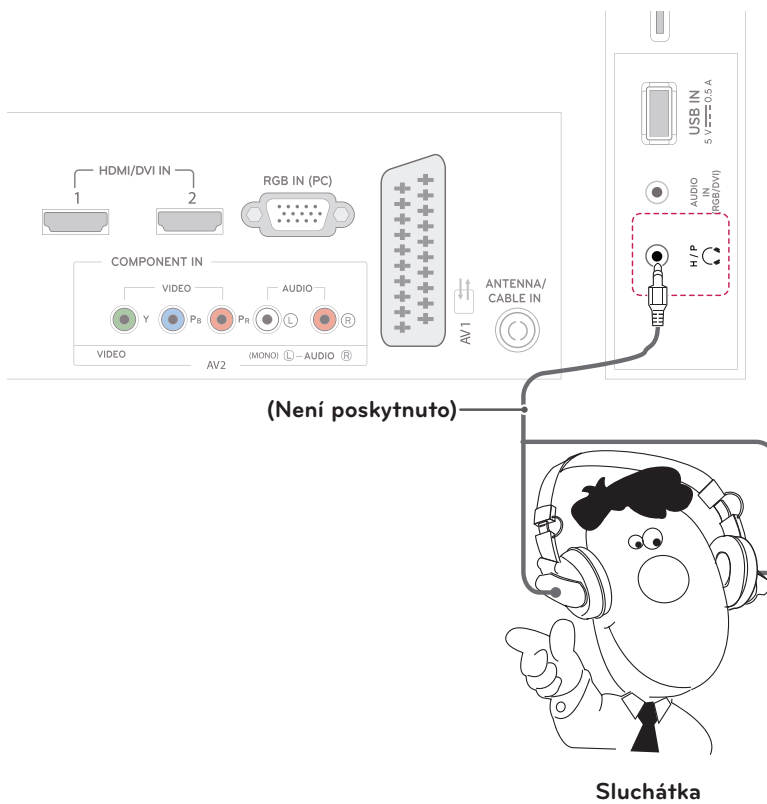 USB IN
5 V 0.5 A
AUDIO
IN
(RGB/DVI)
H / P
HDMI/DVI IN
1
2
RGB IN (PC)
COMPONENT IN
VIDEO
AUDIO
Y
PB
PR
L
R
VIDEO
AV2
(MONO) L – AUDIO R
AV1
ANTENNA/
CABLE IN
(Není poskytnuto)
Sluchátka